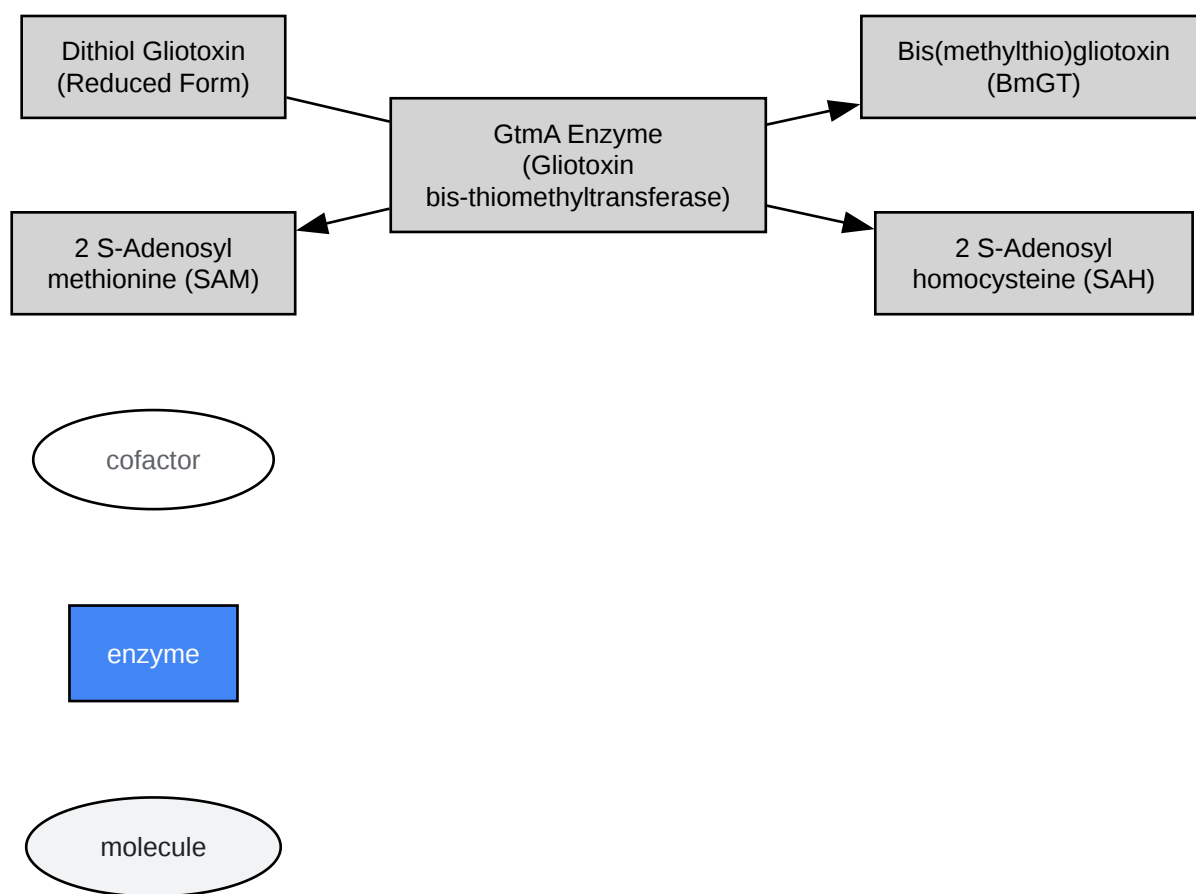 Dithiol Gliotoxin
(Reduced Form)
Bis(methylthio)gliotoxin
(BmGT)
GtmA Enzyme
(Gliotoxin
bis-thiomethyltransferase)
2 S-Adenosyl
methionine (SAM)
2 S-Adenosyl
homocysteine (SAH)
cofactor
enzyme
molecule